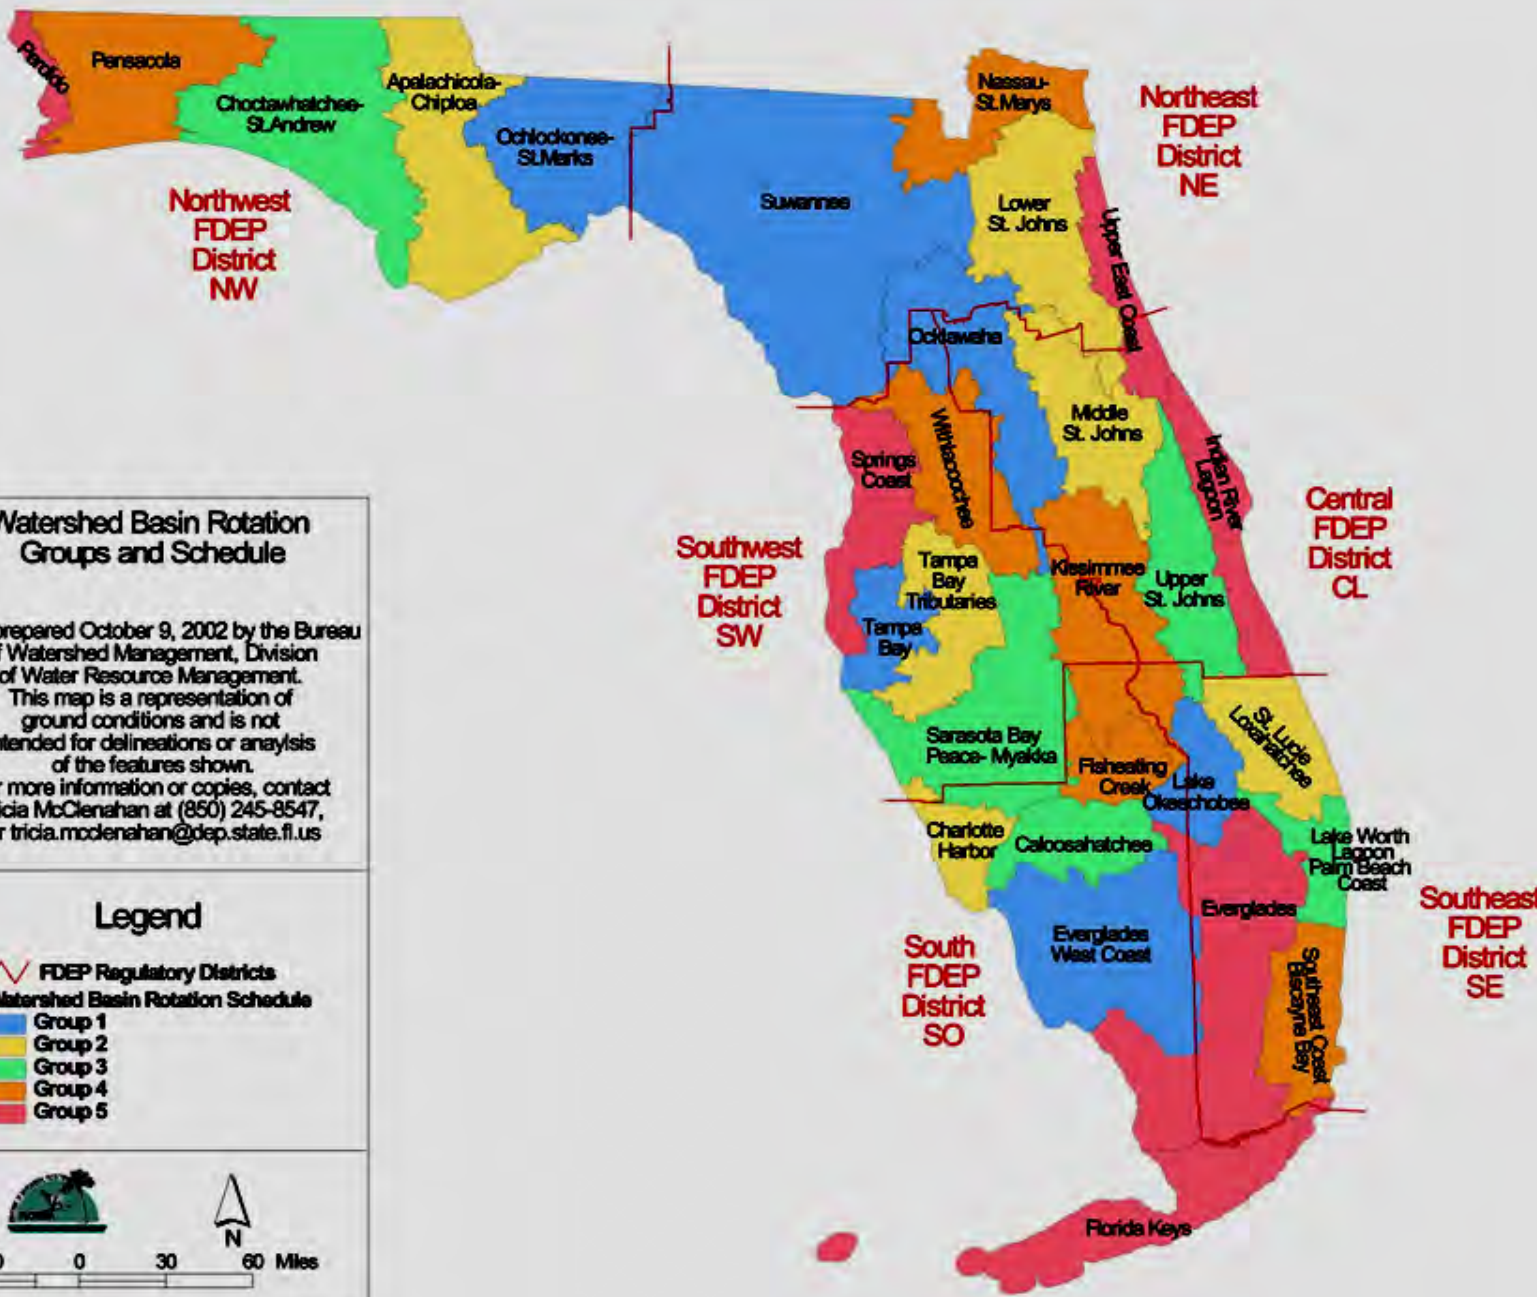 Perdido
Pensacola
Choctawhatchee-
St.Andrew
Apalachicola-
Chiploa
Ochlockonee-
St.Marks
Suwannee
Nassau-
St.Marys
Lower
St. Johns
Upper East Coast
Northeast
FDEP
District
NE
Northwest
FDEP
District
NW
Ocklawaha
Middle
St. Johns
Withlacoochee
Springs
Coast
Indian River
Lagoon
Central
FDEP
District
CL
Southwest
FDEP
District
SW
Tampa
Bay
Tributaries
Tampa
Bay
Kissimmee
River
Upper
St. Johns
Sarasota Bay
Peace- Myakka
Fisheating
Creek
Lake
Okeechobee
St. Lucie
Loxahatchee
Charlotte
Harbor
Caloosahatchee
Lake Worth
Lagoon
Palm Beach
Coast
Everglades
Everglades
West Coast
Southeast Coast
Biscayne Bay
South
FDEP
District
SO
Southeast
FDEP
District
SE
Florida Keys
Watershed Basin Rotation
Groups and Schedule
prepared October 9, 2002 by the Bureau
f Watershed Management, Division
of Water Resource Management.
This map is a representation of
ground conditions and is not
ntended for delineations or anaylsis
of the features shown.
r more information or copies, contact
icia McClenahan at (850) 245-8547,
r tricia.mcclenahan@dep.state.fl.us
Legend
FDEP Regulatory Districts
Watershed Basin Rotation Schedule
Group 1
Group 2
Group 3
Group 4
Group 5
N
0 0 30 60 Miles